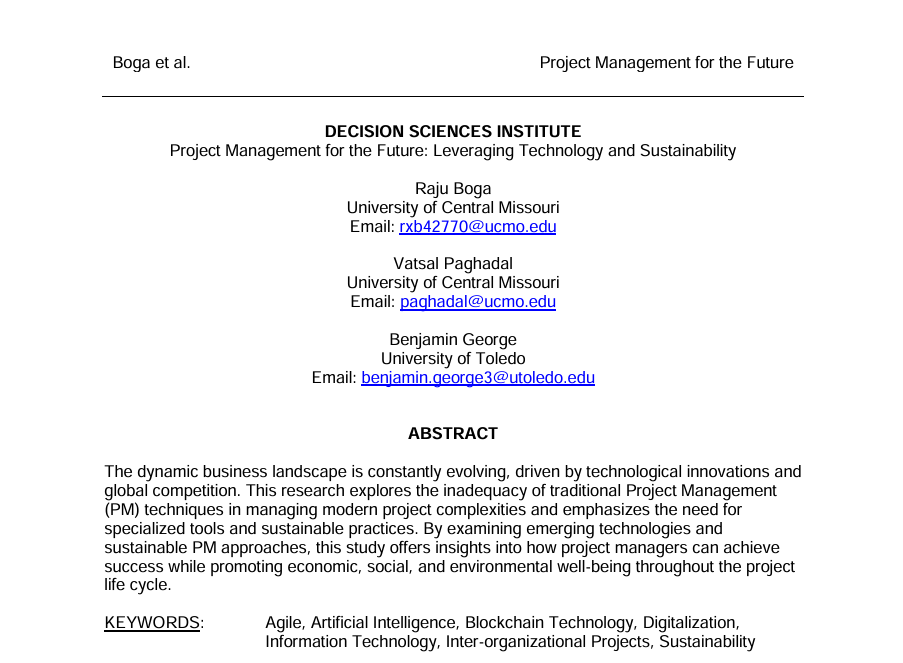 Boga et al. Project Management for the Future
DECISION SCIENCES INSTITUTE
Project Management for the Future: Leveraging Technology and Sustainability
Raju Boga
University of Central Missouri
Email: rxb42770@ucmo.edu
Vatsal Paghadal
University of Central Missouri
Email: paghadal@ucmo.edu
Benjamin George
University of Toledo
Email: benjamin.george3@utoledo.edu
ABSTRACT
The dynamic business landscape is constantly evolving, driven by technological innovations and
global competition. This research explores the inadequacy of traditional Project Management
(PM) techniques in managing modern project complexities and emphasizes the need for
specialized tools and sustainable practices. By examining emerging technologies and
sustainable PM approaches, this study offers insights into how project managers can achieve
success while promoting economic, social, and environmental well-being throughout the project
life cycle.
KEYWORDS: Agile, Artificial Intelligence, Blockchain Technology, Digitalization,
Information Technology, Inter-organizational Projects, Sustainability